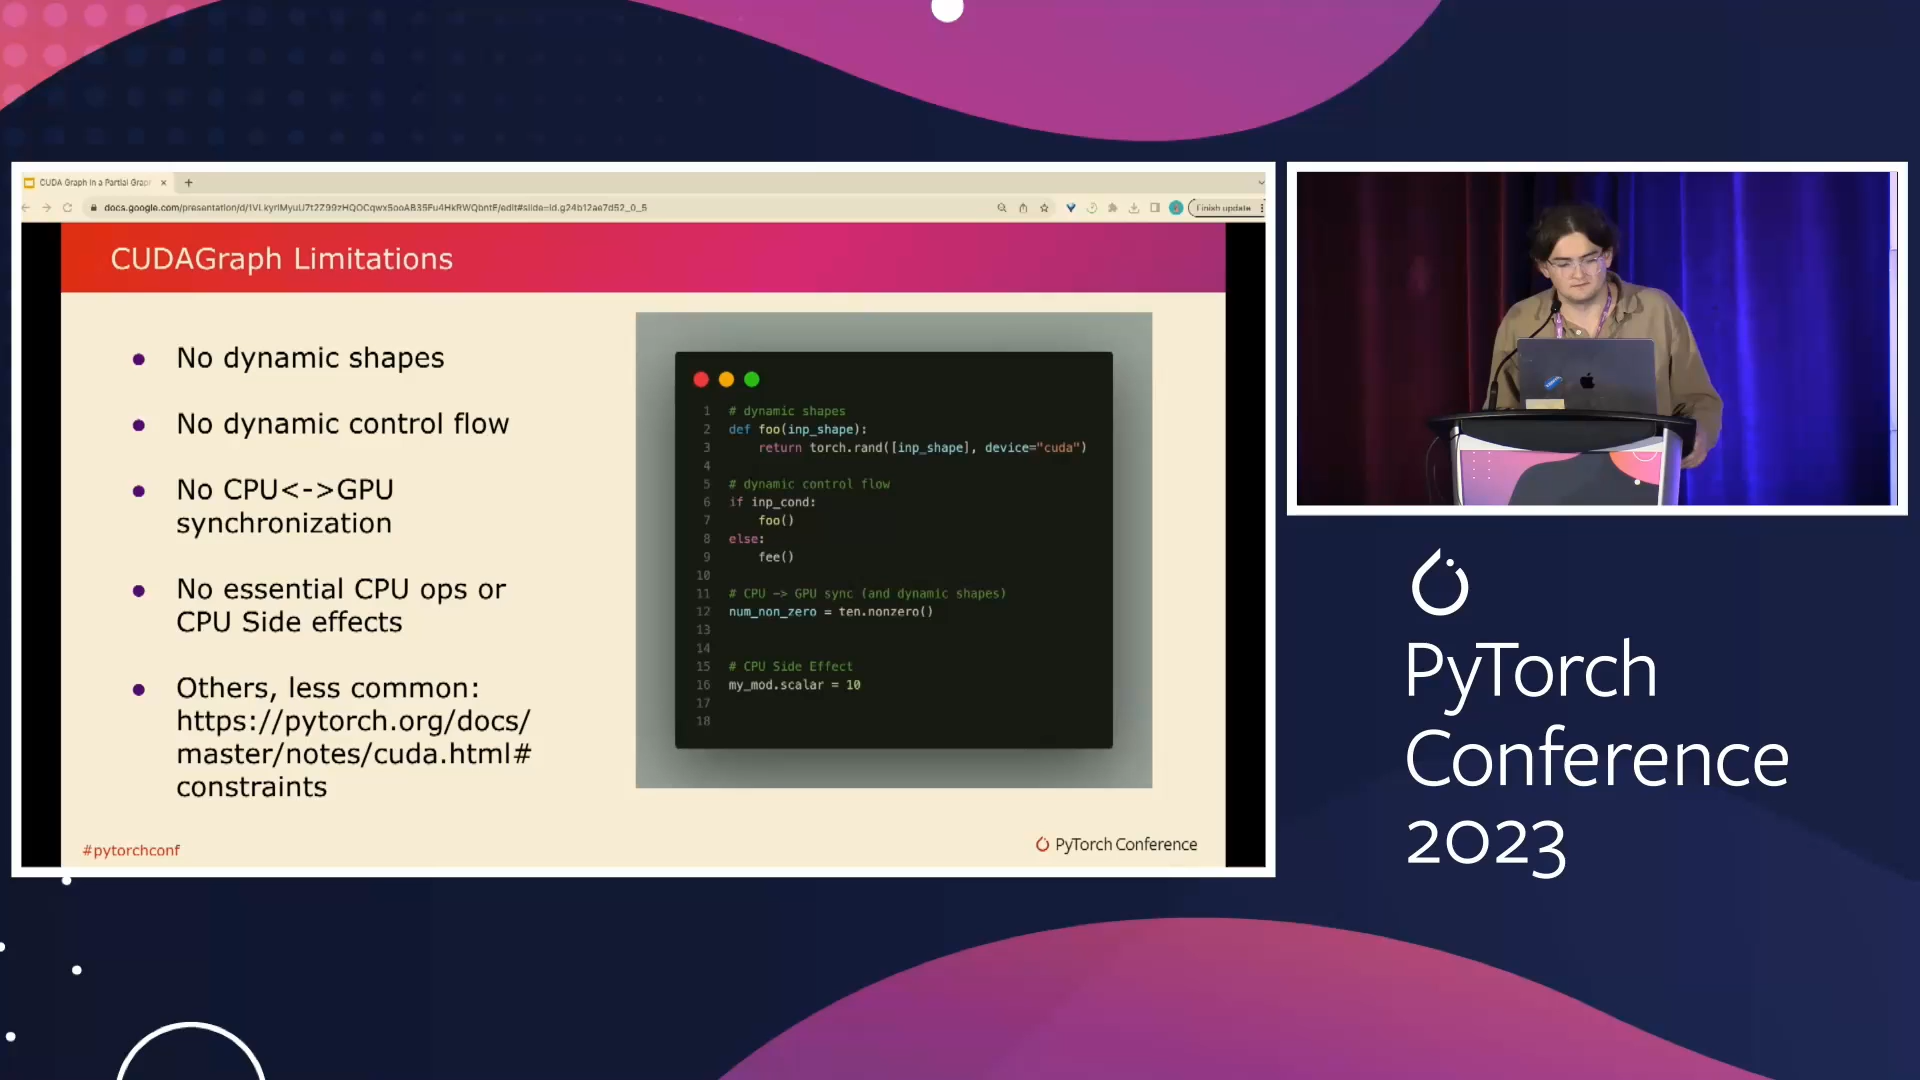 CUDA Graph in a Partial Grap
Finish update
CUDAGraph Limitations
No dynamic shapes
No dynamic control flow
No CPU<->GPU
synchronization
No essential CPU ops or
CPU Side effects
Others, less common:
https://pytorch.org/docs/
master/notes/cuda.html#
constraints
1 # dynamic shapes
2 def foo(inp_shape):
3 return torch.rand([inp_shape], device="cuda")
4
5 # dynamic control flow
6 if inp_cond:
7 foo()
8 else:
9 fee()
10
11 # CPU -> GPU sync (and dynamic shapes)
12 num_non_zero = ten.nonzero()
13
14
15 # CPU Side Effect
16 my_mod.scalar = 10
17
18
#pytorchconf
PyTorch Conference
PyTorch
Conference
2023